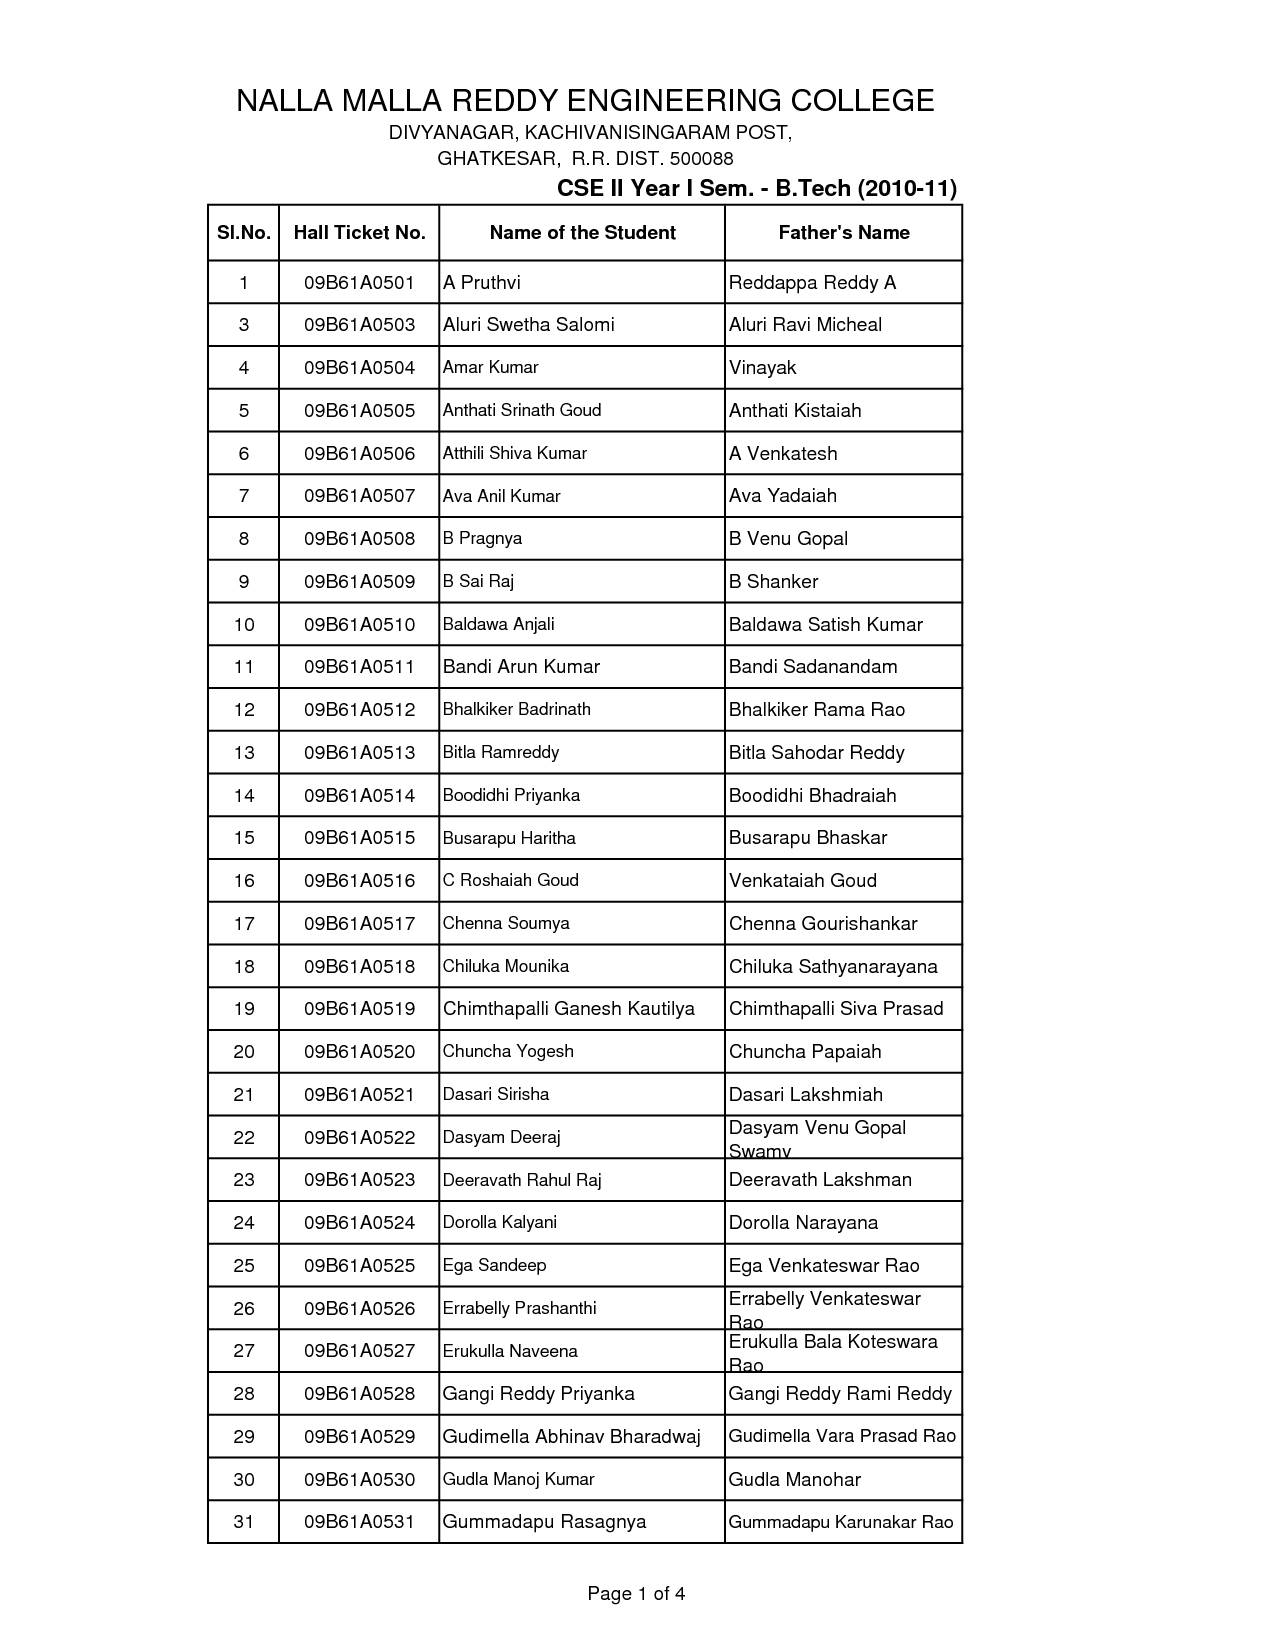 NALLA MALLA REDDY ENGINEERING COLLEGE
DIVYANAGAR, KACHIVANISINGARAM POST,
GHATKESAR, R.R. DIST. 500088
CSE II Year I Sem. - B.Tech (2010-11)
Sl.No. Hall Ticket No. Name of the Student Father's Name
1 09B61A0501 A Pruthvi Reddappa Reddy A
3 09B61A0503 Aluri Swetha Salomi Aluri Ravi Micheal
4 09B61A0504 Amar Kumar Vinayak
5 09B61A0505 Anthati Srinath Goud Anthati Kistaiah
6 09B61A0506 Atthili Shiva Kumar A Venkatesh
7 09B61A0507 Ava Anil Kumar Ava Yadaiah
8 09B61A0508 B Pragnya B Venu Gopal
9 09B61A0509 B Sai Raj B Shanker
10 09B61A0510 Baldawa Anjali Baldawa Satish Kumar
11 09B61A0511 Bandi Arun Kumar Bandi Sadanandam
12 09B61A0512 Bhalkiker Badrinath Bhalkiker Rama Rao
13 09B61A0513 Bitla Ramreddy Bitla Sahodar Reddy
14 09B61A0514 Boodidhi Priyanka Boodidhi Bhadraiah
15 09B61A0515 Busarapu Haritha Busarapu Bhaskar
16 09B61A0516 C Roshaiah Goud Venkataiah Goud
17 09B61A0517 Chenna Soumya Chenna Gourishankar
18 09B61A0518 Chiluka Mounika Chiluka Sathyanarayana
19 09B61A0519 Chimthapalli Ganesh Kautilya Chimthapalli Siva Prasad
20 09B61A0520 Chuncha Yogesh Chuncha Papaiah
21 09B61A0521 Dasari Sirisha Dasari Lakshmiah
22 09B61A0522 Dasyam Deeraj Dasyam Venu Gopal
Swamy
23 09B61A0523 Deeravath Rahul Raj Deeravath Lakshman
24 09B61A0524 Dorolla Kalyani Dorolla Narayana
25 09B61A0525 Ega Sandeep Ega Venkateswar Rao
26 09B61A0526 Errabelly Prashanthi Errabelly Venkateswar
Rao
27 09B61A0527 Erukulla Naveena Erukulla Bala Koteswara
Rao
28 09B61A0528 Gangi Reddy Priyanka Gangi Reddy Rami Reddy
29 09B61A0529 Gudimella Abhinav Bharadwaj Gudimella Vara Prasad Rao
30 09B61A0530 Gudla Manoj Kumar Gudla Manohar
31 09B61A0531 Gummadapu Rasagnya Gummadapu Karunakar Rao
Page 1 of 4